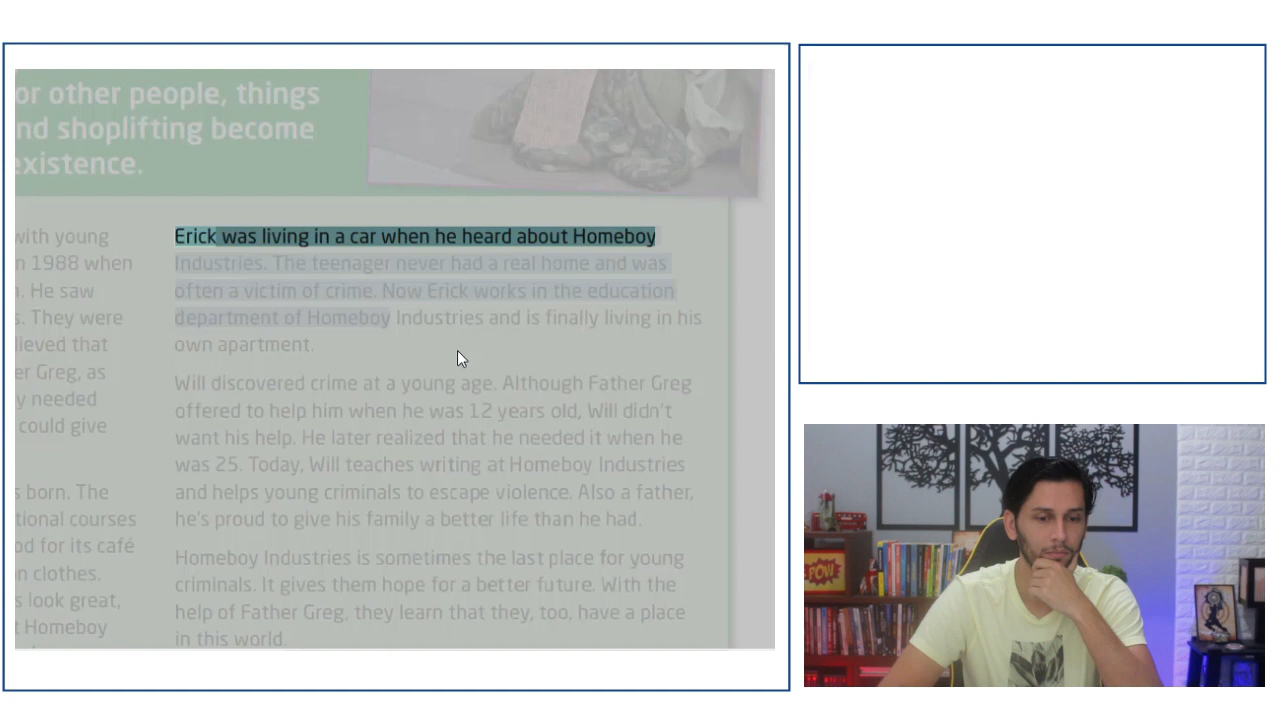 or other people, things
nd shoplifting become
existence.
with young
n 1988 when
. He saw
s. They were
lieved that
er Greg, as
y needed
could give
s born. The
tional courses
od for its café
n clothes.
s look great,
t Homeboy
Erick was living in a car when he heard about Homeboy
Industries. The teenager never had a real home and was
often a victim of crime. Now Erick works in the education
department of Homeboy Industries and is finally living in his
own apartment.
Will discovered crime at a young age. Although Father Greg
offered to help him when he was 12 years old, Will didn't
want his help. He later realized that he needed it when he
was 25. Today, Will teaches writing at Homeboy Industries
and helps young criminals to escape violence. Also a father,
he's proud to give his family a better life than he had.
Homeboy Industries is sometimes the last place for young
criminals. It gives them hope for a better future. With the
help of Father Greg, they learn that they, too, have a place
in this world.
POW